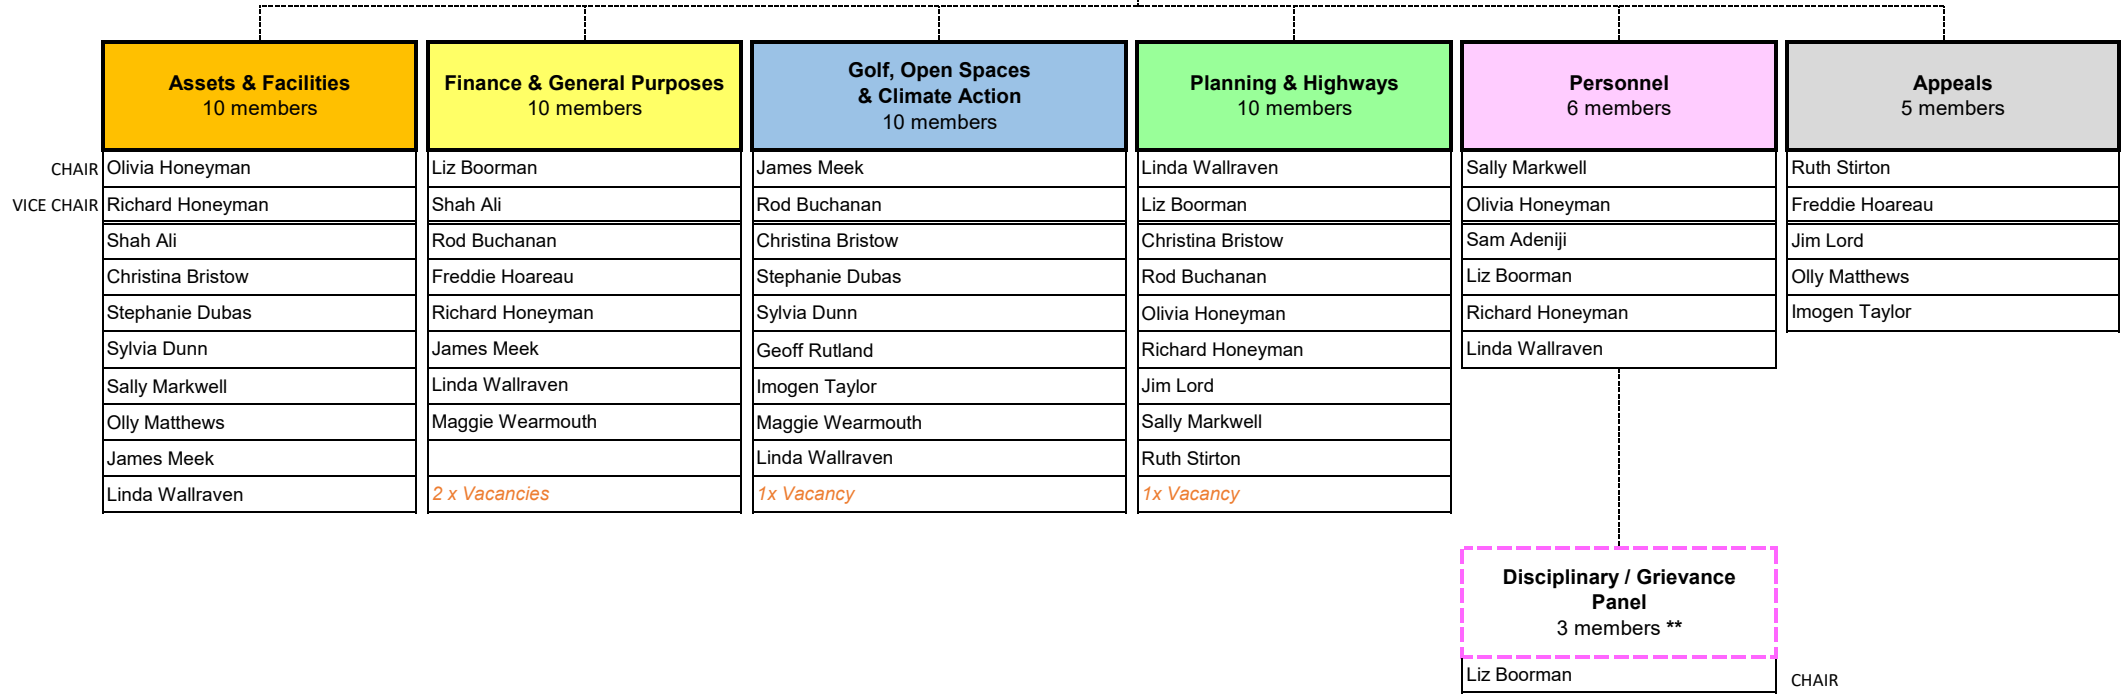 Assets & Facilities
10 members
CHAIR Olivia Honeyman
VICE CHAIR Richard Honeyman
Shah Ali
Christina Bristow
Stephanie Dubas
Sylvia Dunn
Sally Markwell
Olly Matthews
James Meek
Linda Wallraven
Finance & General Purposes
10 members
Liz Boorman
Shah Ali
Rod Buchanan
Freddie Hoareau
Richard Honeyman
James Meek
Linda Wallraven
Maggie Wearmouth
2 x Vacancies
Golf, Open Spaces
& Climate Action
10 members
James Meek
Rod Buchanan
Christina Bristow
Stephanie Dubas
Sylvia Dunn
Geoff Rutland
Imogen Taylor
Maggie Wearmouth
Linda Wallraven
1x Vacancy
Planning & Highways
10 members
Linda Wallraven
Liz Boorman
Christina Bristow
Rod Buchanan
Olivia Honeyman
Richard Honeyman
Jim Lord
Sally Markwell
Ruth Stirton
1x Vacancy
Personnel
6 members
Sally Markwell
Olivia Honeyman
Sam Adeniji
Liz Boorman
Richard Honeyman
Linda Wallraven
Appeals
5 members
Ruth Stirton
Freddie Hoareau
Jim Lord
Olly Matthews
Imogen Taylor
Disciplinary / Grievance
Panel
3 members **
Liz Boorman CHAIR